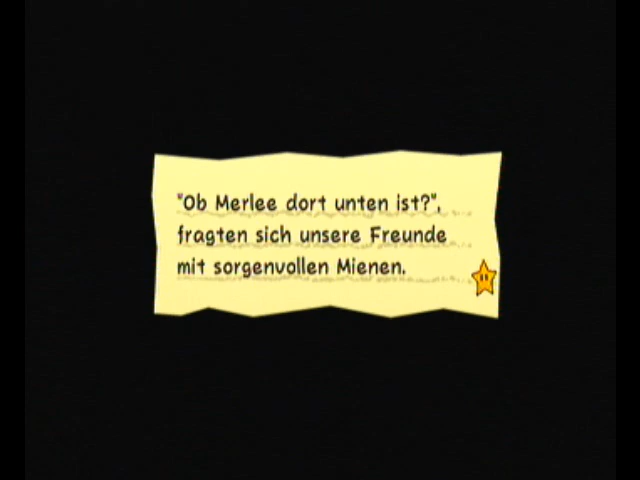 "Ob Merlee dort unten ist?",
fragten sich unsere Freunde
mit sorgenvollen Mienen.